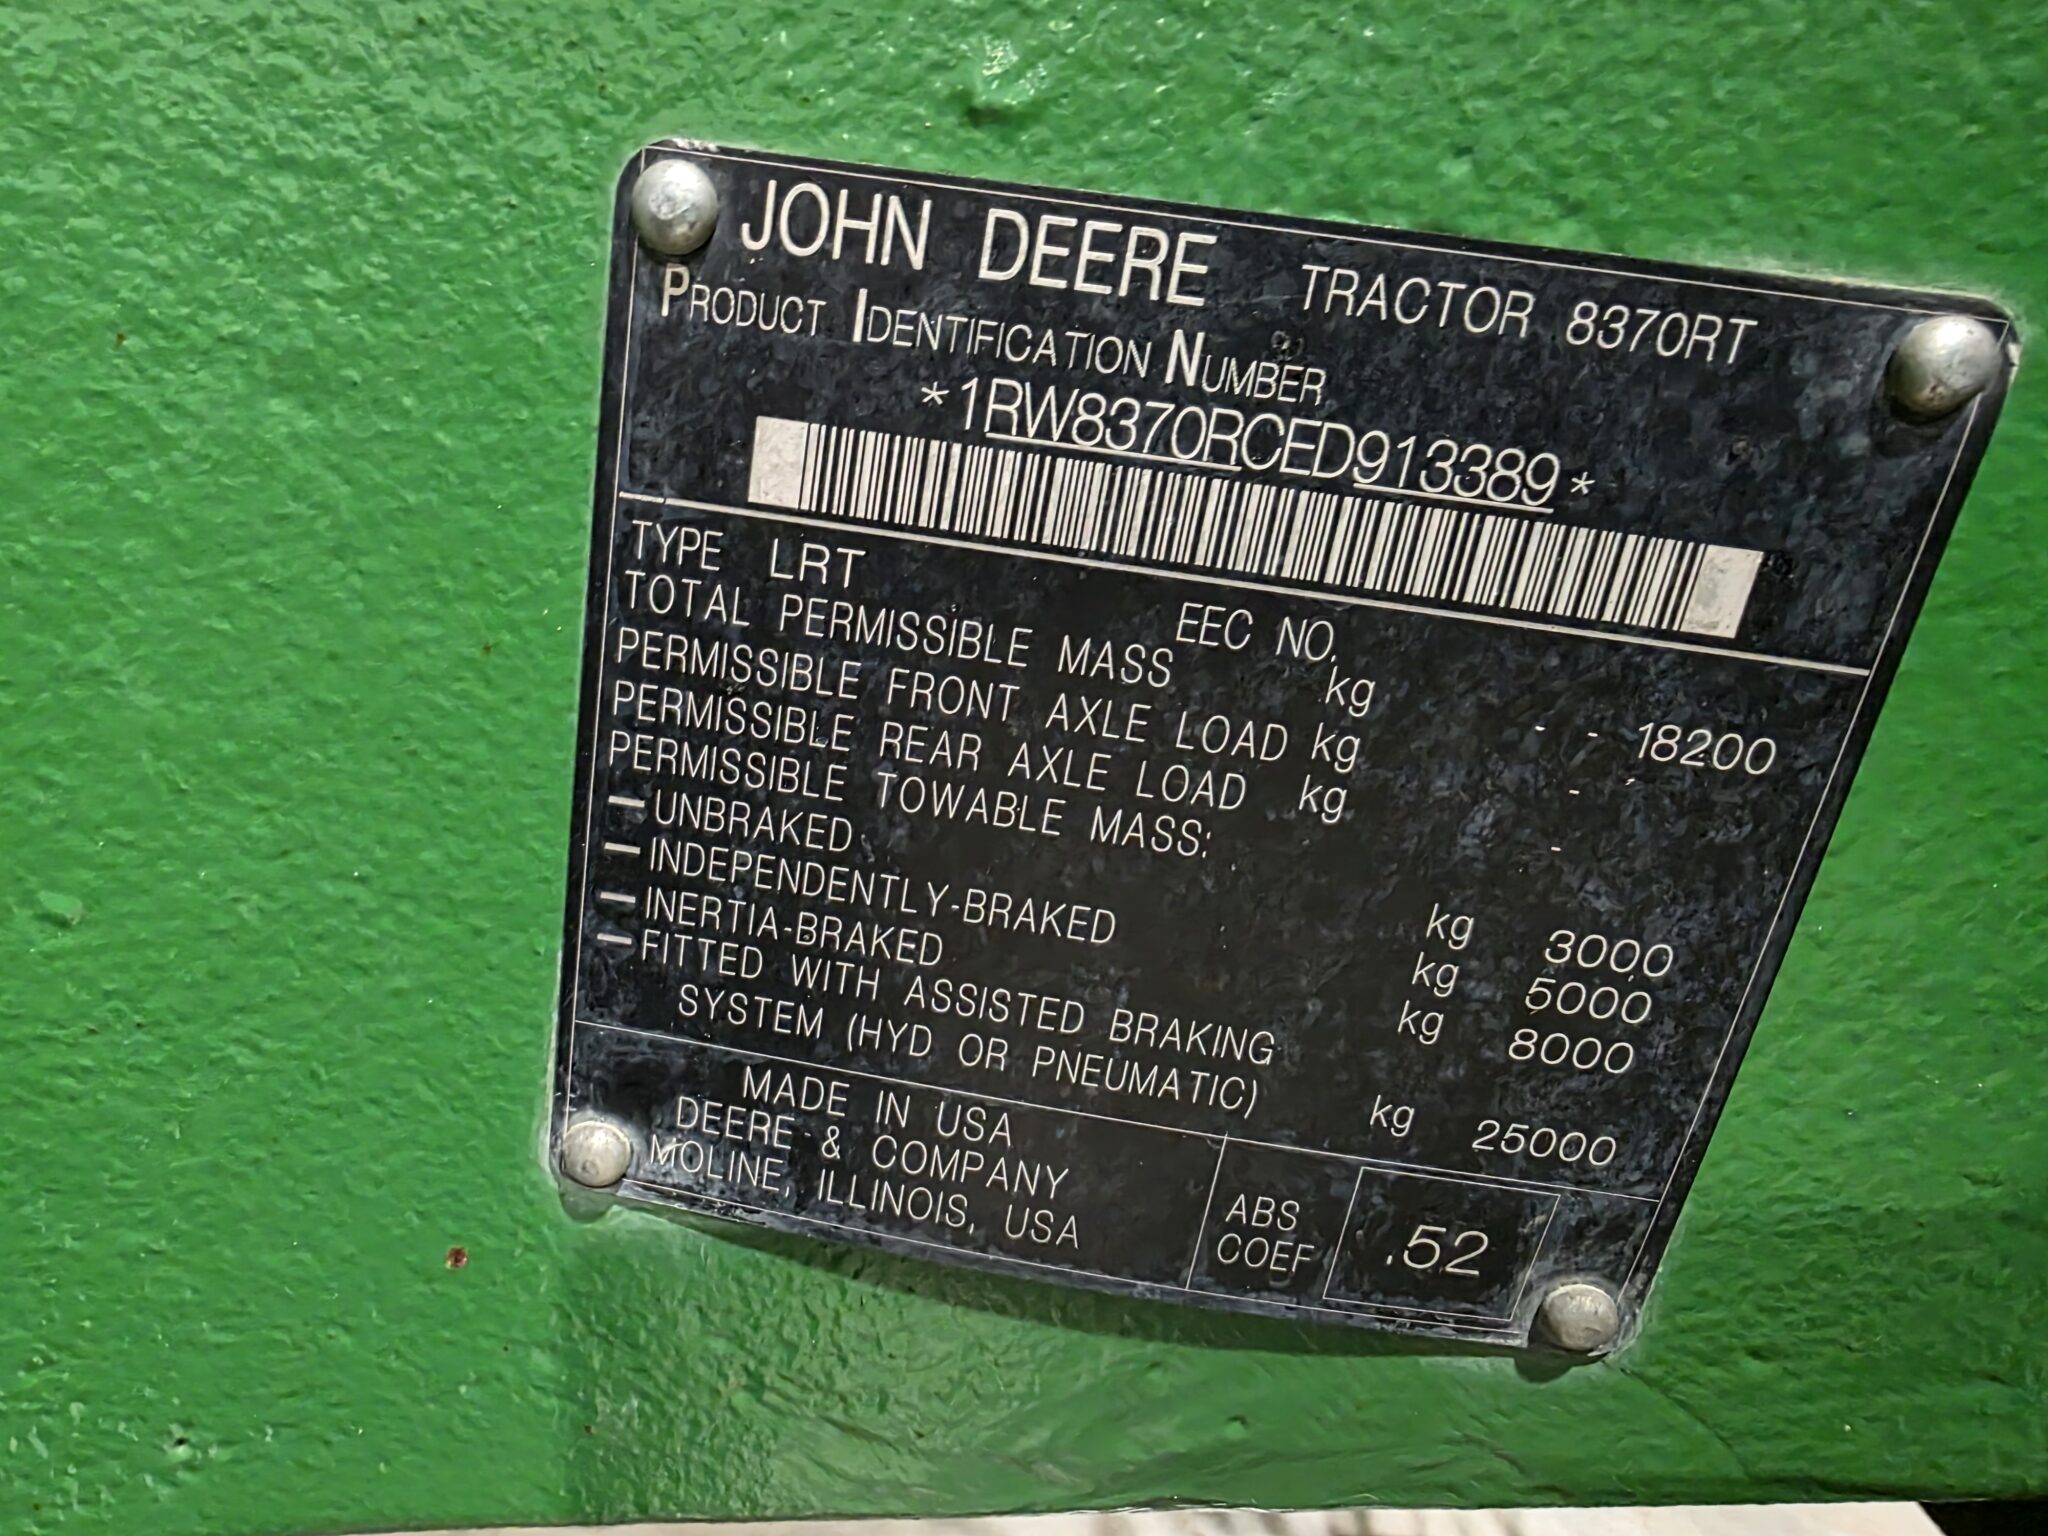 JOHN DEERE TRACTOR 8370RT
PRODUCT IDENTIFICATION NUMBER
*1RW8370RCED913389*
TYPE LRT EEC NO.
TOTAL PERMISSIBLE MASS kg - - 18200
PERMISSIBLE FRONT AXLE LOAD kg -
PERMISSIBLE REAR AXLE LOAD kg -
PERMISSIBLE TOWABLE MASS:
- UNBRAKED kg 3000
- INDEPENDENTLY-BRAKED kg 5000
- INERTIA-BRAKED kg 8000
- FITTED WITH ASSISTED BRAKING
SYSTEM (HYD OR PNEUMATIC) kg 25000
MADE IN USA
DEERE & COMPANY
MOLINE, ILLINOIS, USA
ABS
COEF
.52